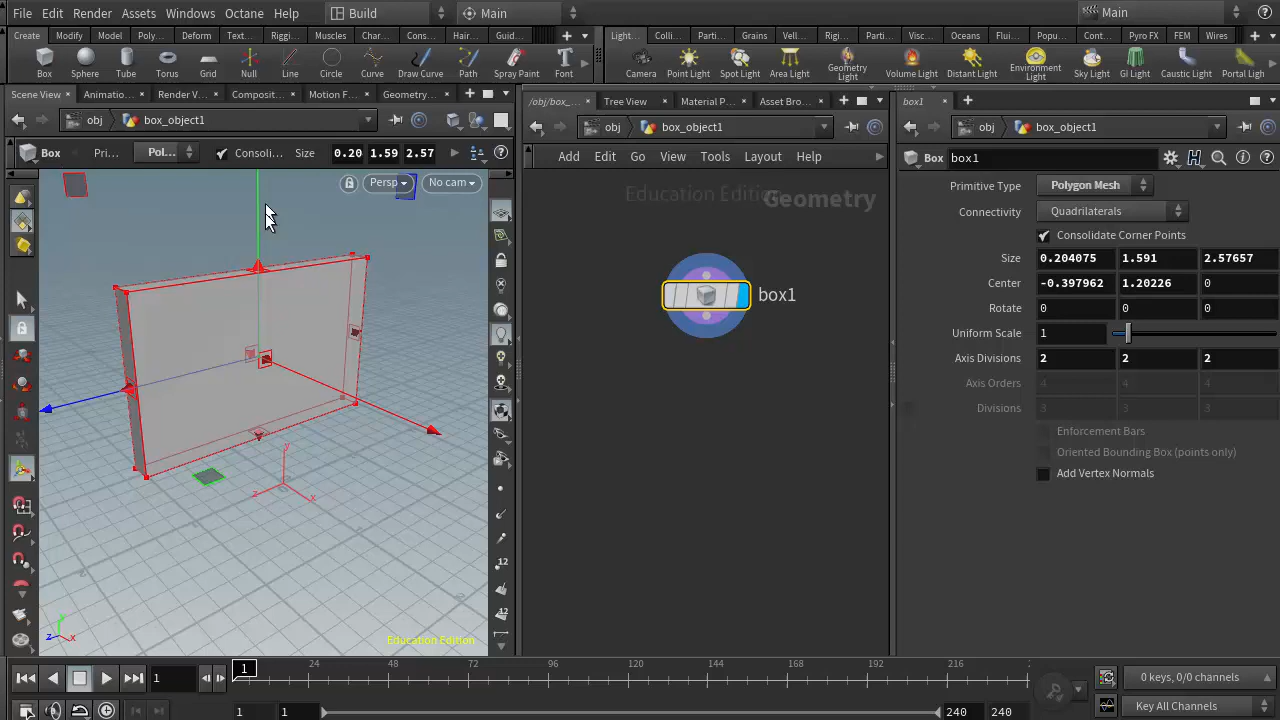 File Edit Render Assets Windows Octane Help Build Main Main
Create Modify Model Poly... Deform Text... Riggi... Muscles Char... Cons... Hair... Guid... Light... Colli... Parti... Grains Vell... Rig... Parti... Visc... Oceans Flui... Popu... Cont... Pyro FX FEM Wires
Box Sphere Tube Torus Grid Null Line Circle Curve Draw Curve Path Spray Paint Font Camera Point Light Spot Light Area Light Geometry Light Volume Light Distant Light Environment Light Sky Light GI Light Caustic Light Portal Ligh
Scene View Animatio... Render V... Composit... Motion F... Geometry... /obj/box_... Tree View Material P... Asset Bro... box1
obj box_object1 obj box_object1 obj box_object1
Box Pri... Pol... Consoli... Size 0.20 1.59 2.57
Add Edit Go View Tools Layout Help
Box box1
Persp No cam
Education Edition
Geometry
box1
Primitive Type Polygon Mesh
Connectivity Quadrilaterals
Consolidate Corner Points
Size 0.204075 1.591 2.57657
Center -0.397962 1.20226 0
Rotate 0 0 0
Uniform Scale 1
Axis Divisions 2 2 2
Axis Orders 4 4 4
Divisions 3 3 3
Enforcement Bars
Oriented Bounding Box (points only)
Add Vertex Normals
y
z x
12
12
y
z x
Education Edition
1 1 24 48 72 96 120 144 168 192 216
0 keys, 0/0 channels
1 1 240 240 Key All Channels